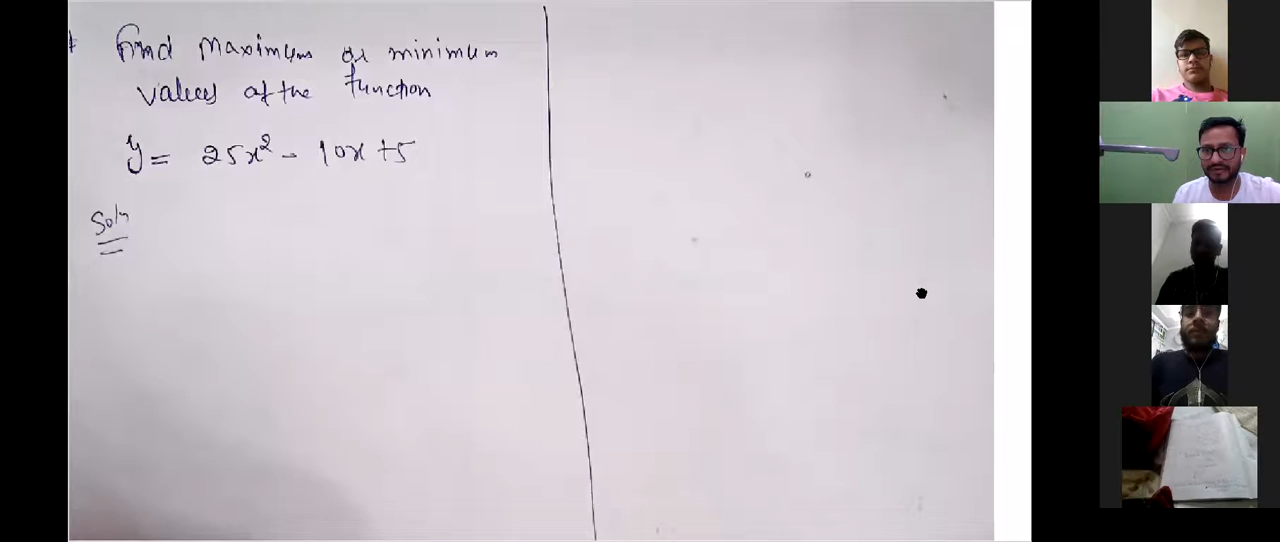 * Find Maximum or minimum
values of the function
y = 25x² - 10x + 5
Soln